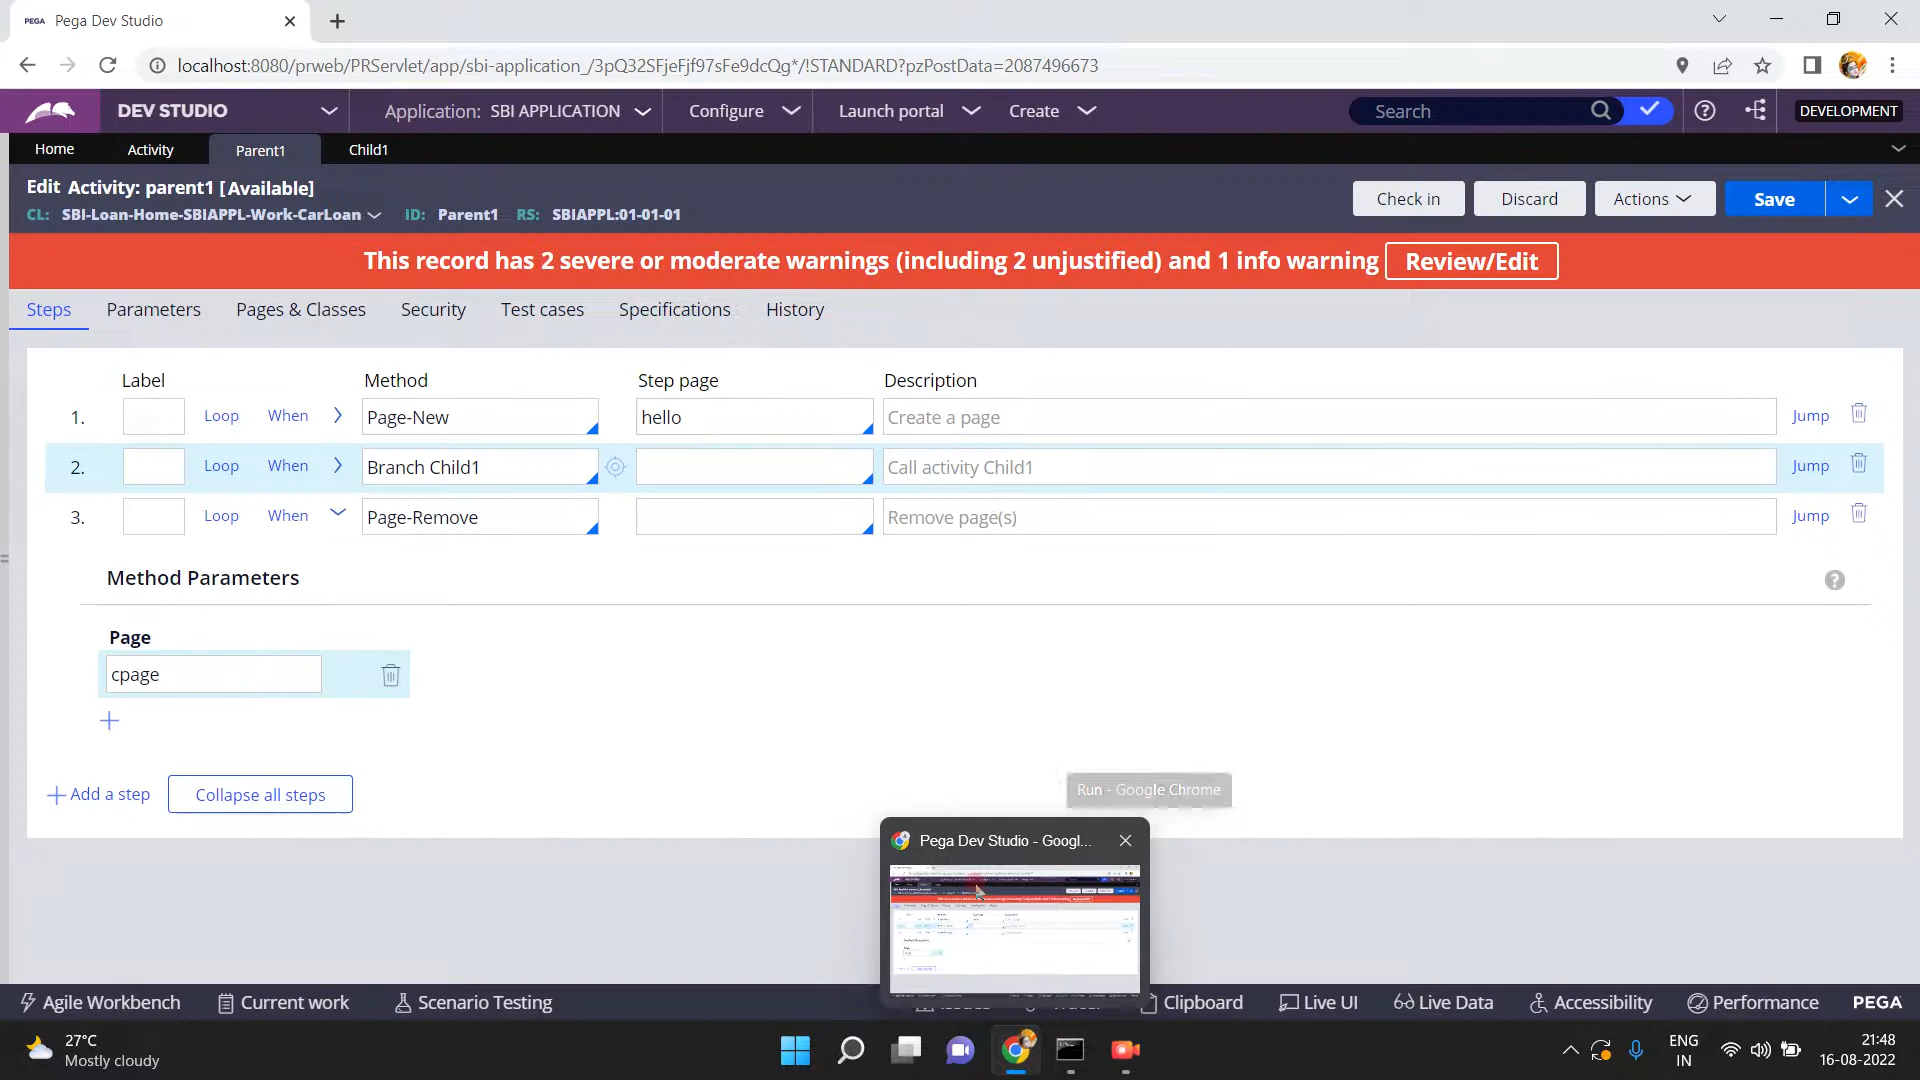 PEGA Pega Dev Studio
localhost:8080/prweb/PRServlet/app/sbi-application_/3pQ32SFjeFjf97sFe9dcQg*/!STANDARD?pzPostData=2087496673
DEV STUDIO Application: SBI APPLICATION Configure Launch portal Create Search DEVELOPMENT
Home Activity Parent1 Child1
Edit Activity: parent1 [Available]
CL: SBI-Loan-Home-SBIAPPL-Work-CarLoan ID: Parent1 RS: SBIAPPL:01-01-01
Check in Discard Actions Save
This record has 2 severe or moderate warnings (including 2 unjustified) and 1 info warning Review/Edit
Steps Parameters Pages & Classes Security Test cases Specifications History
Label Method Step page Description
1. Loop When Page-New hello Create a page Jump
2. Loop When Branch Child1 Call activity Child1 Jump
3. Loop When Page-Remove Remove page(s) Jump
Method Parameters
Page
cpage
Add a step Collapse all steps
Run - Google Chrome
Pega Dev Studio - Googl...
Agile Workbench Current work Scenario Testing Clipboard Live UI Live Data Accessibility Performance PEGA
27°C
Mostly cloudy
ENG
IN
21:48
16-08-2022